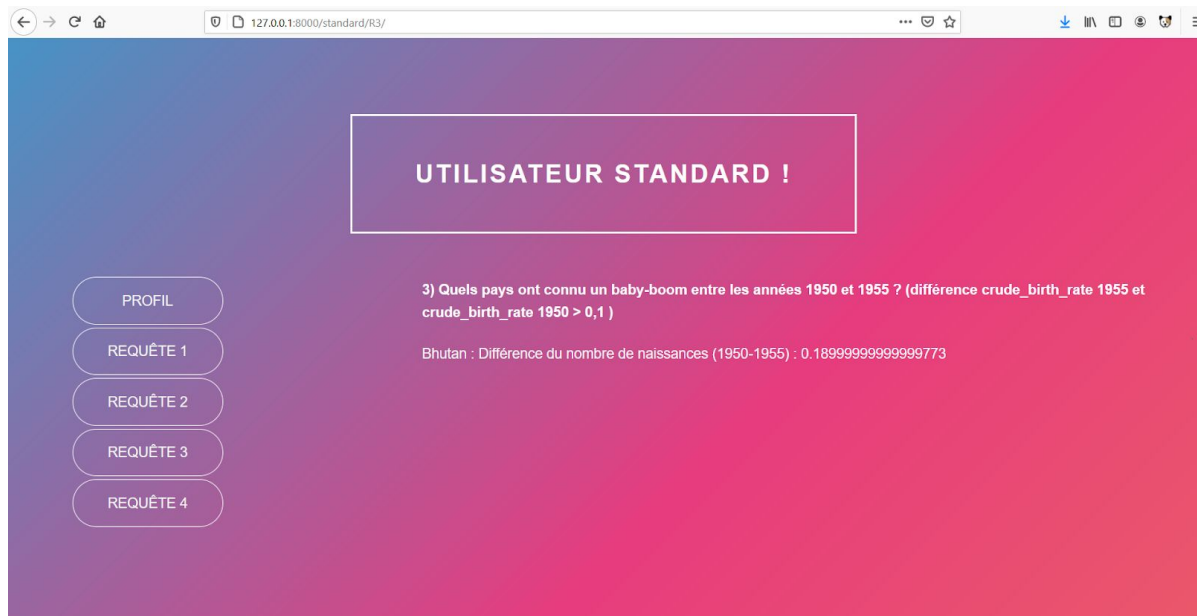 127.0.0.1:8000/standard/R3/
UTILISATEUR STANDARD !
PROFIL
REQUÊTE 1
REQUÊTE 2
REQUÊTE 3
REQUÊTE 4
3) Quels pays ont connu un baby-boom entre les années 1950 et 1955 ? (différence crude_birth_rate 1955 et
crude_birth_rate 1950 > 0,1 )
Bhutan : Différence du nombre de naissances (1950-1955) : 0.18999999999999773